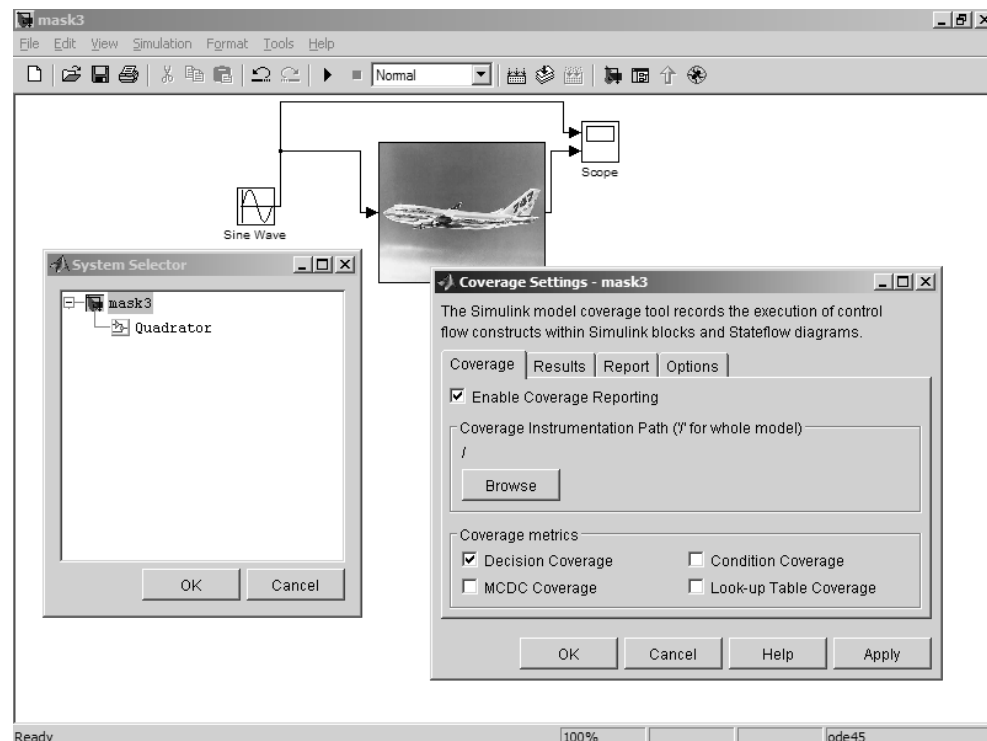 mask3
File Edit View Simulation Format Tools Help
Normal
Scope
Sine Wave
System Selector
mask3
Quadrator
OK Cancel
Coverage Settings - mask3
The Simulink model coverage tool records the execution of control
flow constructs within Simulink blocks and Stateflow diagrams.
Coverage Results Report Options
Enable Coverage Reporting
Coverage Instrumentation Path ('/' for whole model)
/
Browse
Coverage metrics
Decision Coverage Condition Coverage
MCDC Coverage Look-up Table Coverage
OK Cancel Help Apply
Ready 100% ode45